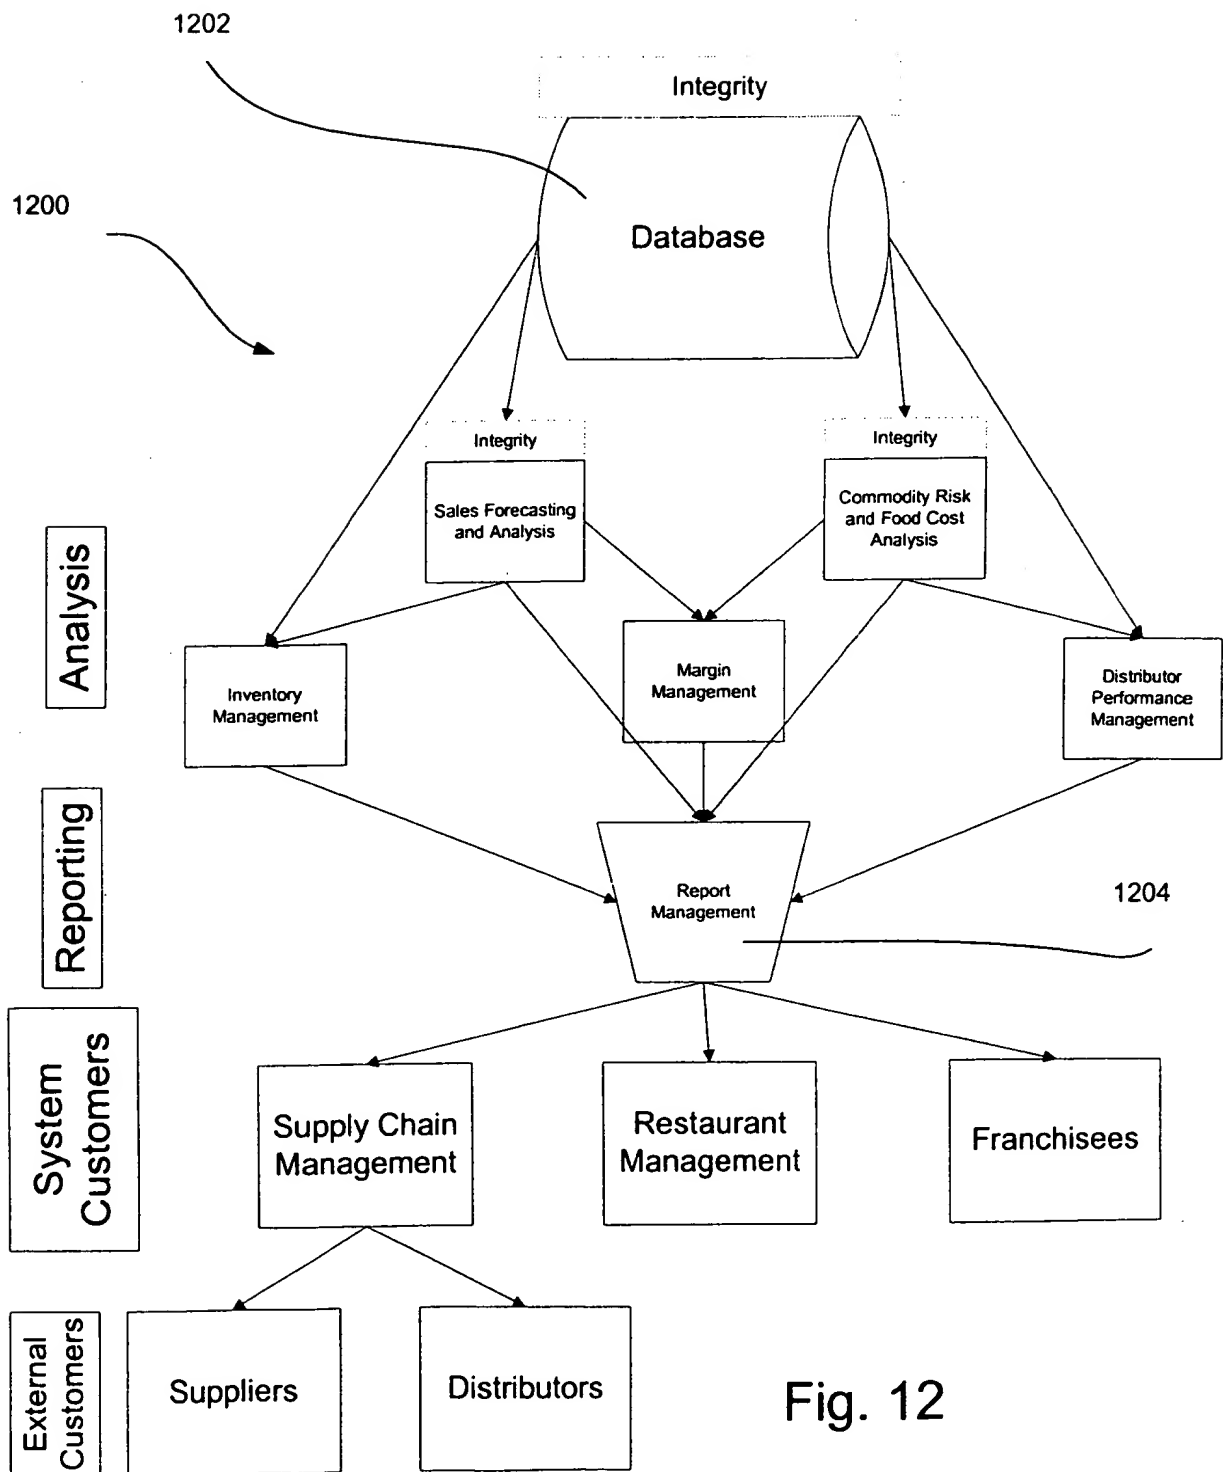 1202
Integrity
1200
Database
Integrity
Integrity
Sales Forecasting
and Analysis
Commodity Risk
and Food Cost
Analysis
Analysis
Inventory
Management
Margin
Management
Distributor
Performance
Management
Reporting
Report
Management
1204
System
Customers
Supply Chain
Management
Restaurant
Management
Franchisees
External
Customers
Suppliers
Distributors
Fig. 12